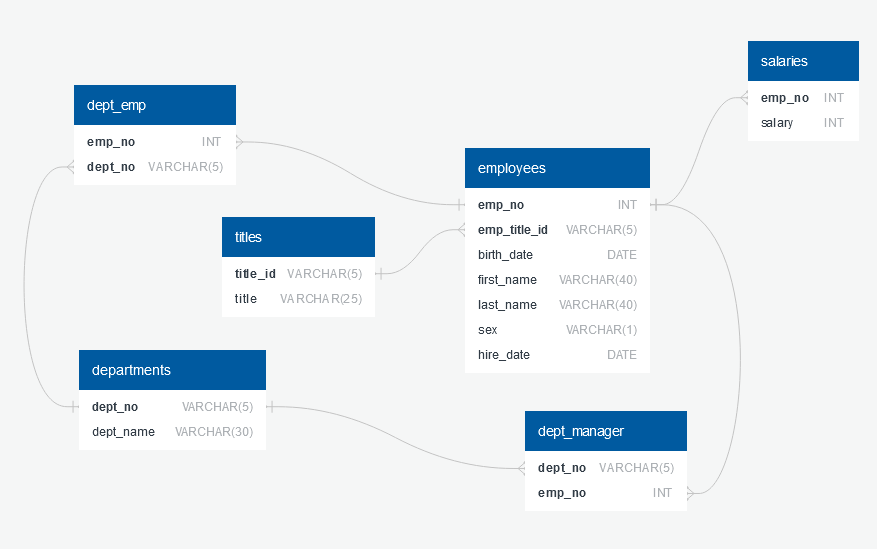 dept_emp
emp_no INT
dept_no VARCHAR(5)
titles
title_id VARCHAR(5)
title VARCHAR(25)
departments
dept_no VARCHAR(5)
dept_name VARCHAR(30)
employees
emp_no INT
emp_title_id VARCHAR(5)
birth_date DATE
first_name VARCHAR(40)
last_name VARCHAR(40)
sex VARCHAR(1)
hire_date DATE
salaries
emp_no INT
salary INT
dept_manager
dept_no VARCHAR(5)
emp_no INT